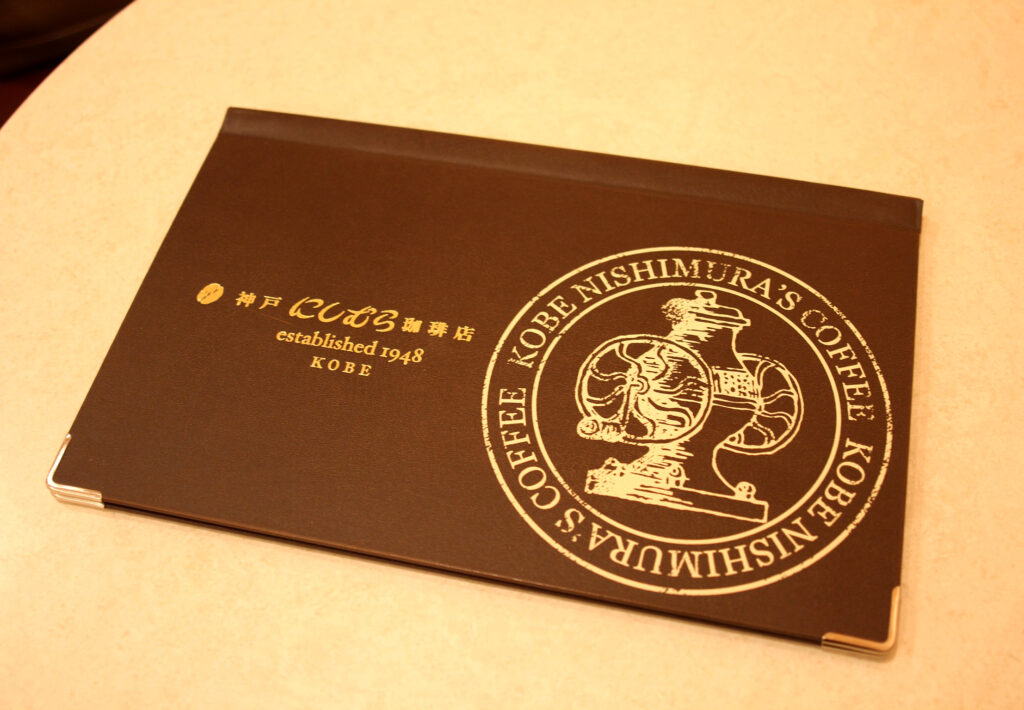 神戸 にしむら珈琲店
established 1948
KOBE
KOBE NISHIMURA'S COFFEE KOBE NISHIMURA'S COFFEE